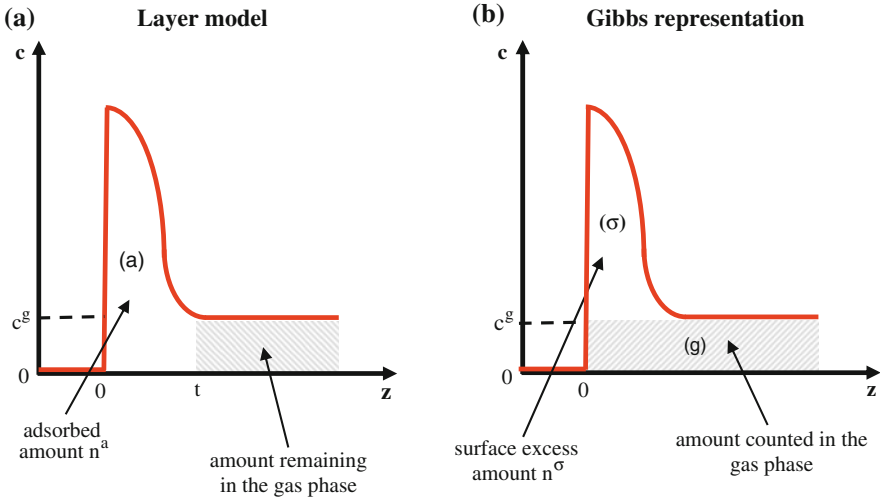 (a)
Layer model
c
(a)
c^g
0
0
t
z
adsorbed
amount n^a
amount remaining
in the gas phase
(b)
Gibbs representation
c
(σ)
c^g
(g)
0
0
z
surface excess
amount n^σ
amount counted in the
gas phase